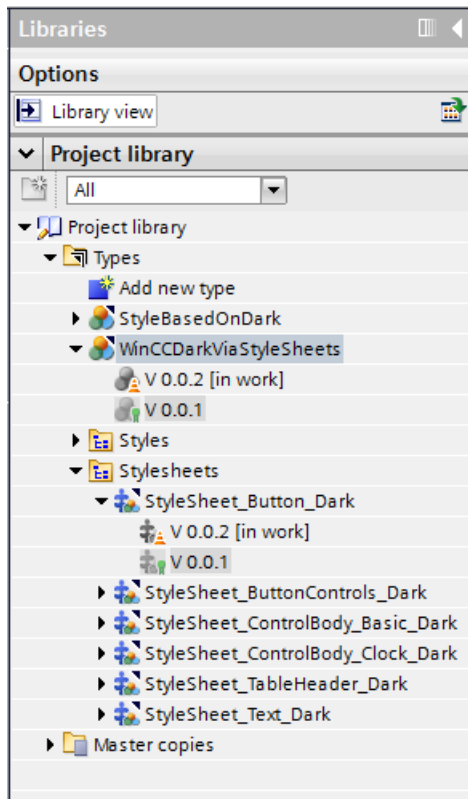 Libraries
Options
Library view
Project library
All
Project library
Types
Add new type
StyleBasedOnDark
WinCCDarkViaStyleSheets
V 0.0.2 [in work]
V 0.0.1
Styles
Stylesheets
StyleSheet_Button_Dark
V 0.0.2 [in work]
V 0.0.1
StyleSheet_ButtonControls_Dark
StyleSheet_ControlBody_Basic_Dark
StyleSheet_ControlBody_Clock_Dark
StyleSheet_TableHeader_Dark
StyleSheet_Text_Dark
Master copies